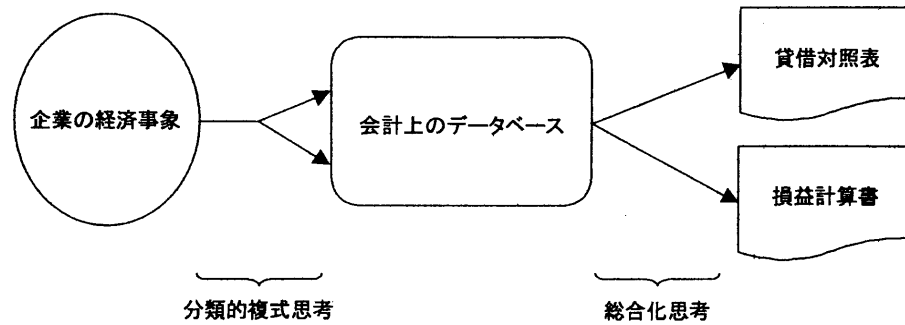 企業の経済事象
会計上のデータベース
貸借対照表
損益計算書
分類的複式思考
総合化思考